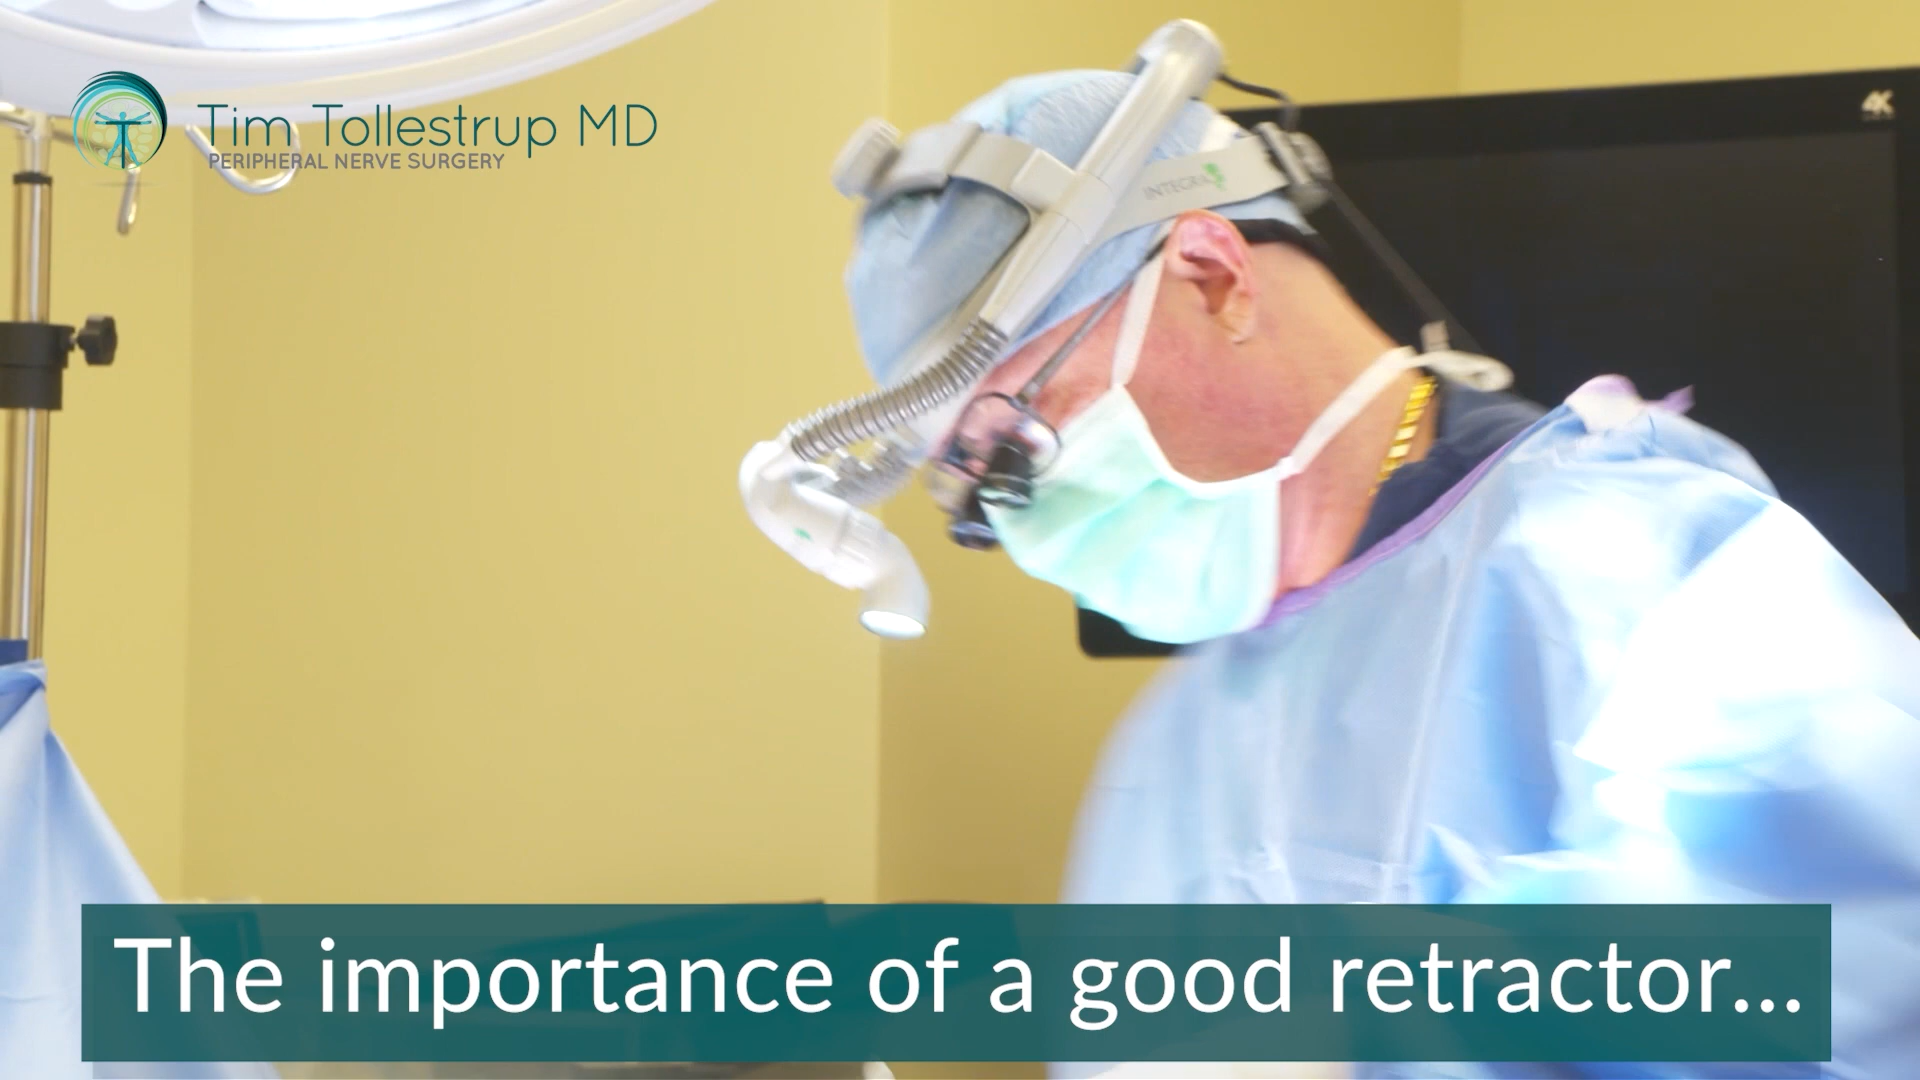 Tim Tollestrup MD
PERIPHERAL NERVE SURGERY
4K
INTEGRA
The importance of a good retractor...